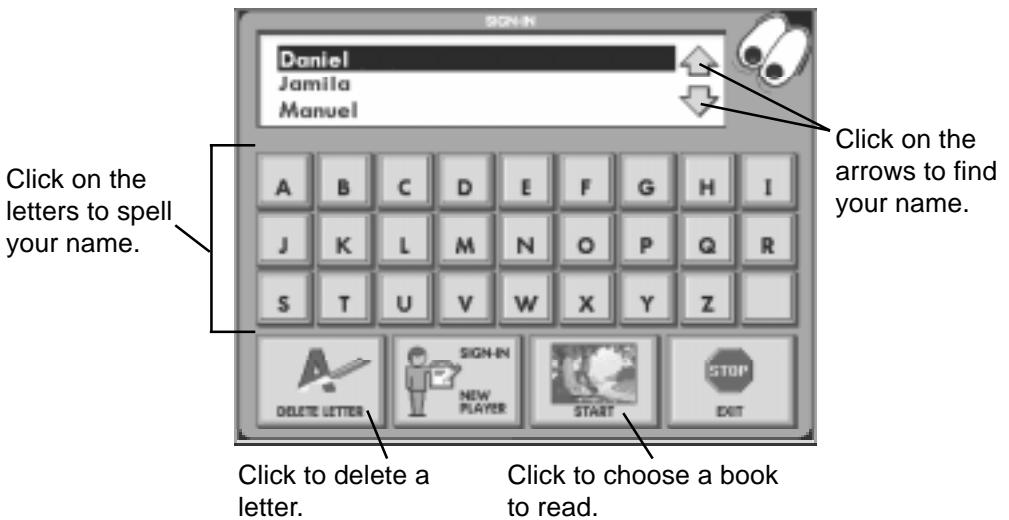 SIGN-IN
Daniel
Jamila
Manuel
Click on the
arrows to find
your name.
Click on the
letters to spell
your name.
A B C D E F G H I
J K L M N O P Q R
S T U V W X Y Z
DELETE LETTER
SIGN-IN
NEW
PLAYER
START
STOP
EXIT
Click to delete a
letter.
Click to choose a book
to read.